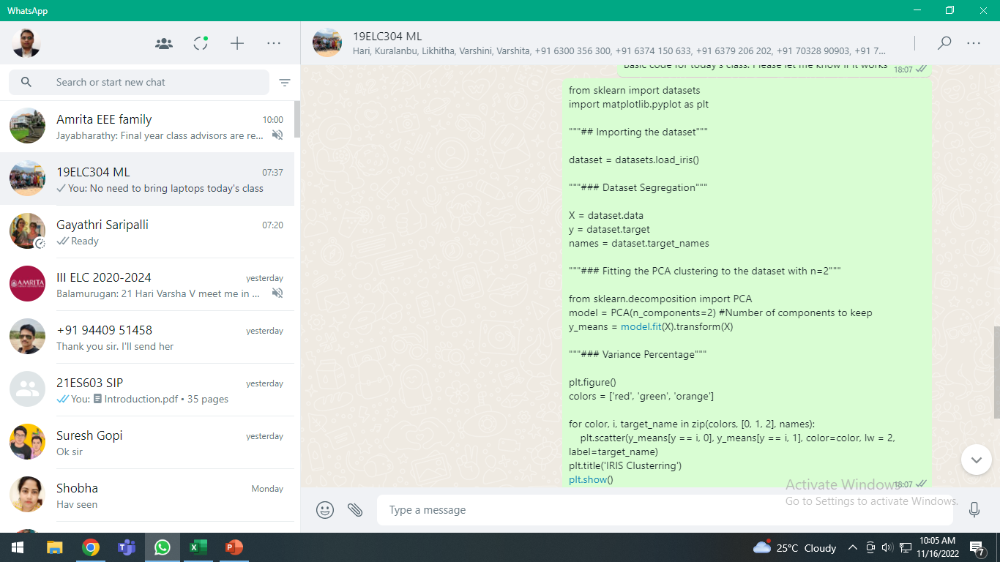 WhatsApp
Search or start new chat
Amrita EEE family 10:00
Jayabharathy: Final year class advisors are re...
19ELC304 ML 07:37
You: No need to bring laptops today's class
Gayathri Saripalli 07:20
Ready
III ELC 2020-2024 yesterday
AMRITA
Balamurugan: 21 Hari Varsha V meet me in ...
+91 94409 51458 yesterday
Thank you sir. I'll send her
21ES603 SIP yesterday
You: Introduction.pdf • 35 pages
Suresh Gopi yesterday
Ok sir
Shobha Monday
Hav seen
19ELC304 ML
Hari, Kuralanbu, Likhitha, Varshini, Varshita, +91 6300 356 300, +91 6374 150 633, +91 6379 206 202, +91 70328 90903, +91 7...
Basic code for today's class. Please let me know if it works 18:07
from sklearn import datasets
import matplotlib.pyplot as plt
"""## Importing the dataset"""
dataset = datasets.load_iris()
"""### Dataset Segregation"""
X = dataset.data
y = dataset.target
names = dataset.target_names
"""### Fitting the PCA clustering to the dataset with n=2"""
from sklearn.decomposition import PCA
model = PCA(n_components=2) #Number of components to keep
y_means = model.fit(X).transform(X)
"""### Variance Percentage"""
plt.figure()
colors = ['red', 'green', 'orange']
for color, i, target_name in zip(colors, [0, 1, 2], names):
    plt.scatter(y_means[y == i, 0], y_means[y == i, 1], color=color, lw = 2,
label=target_name)
plt.title('IRIS Clusterring')
plt.show()
18:07
Activate Windows
Go to Settings to activate Windows.
Type a message
25°C Cloudy
10:05 AM
11/16/2022
7